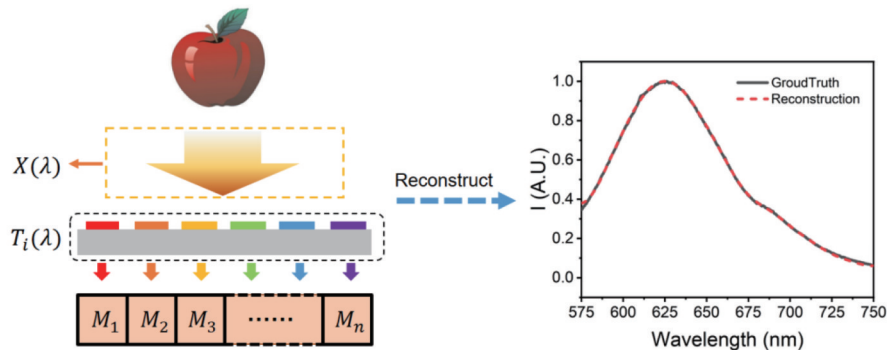 X(λ)
T_i(λ)
M_1 M_2 M_3 ...... M_n
Reconstruct
GroudTruth
Reconstruction
I (A.U.)
1.0
0.8
0.6
0.4
0.2
0.0
575 600 625 650 675 700 725 750
Wavelength (nm)